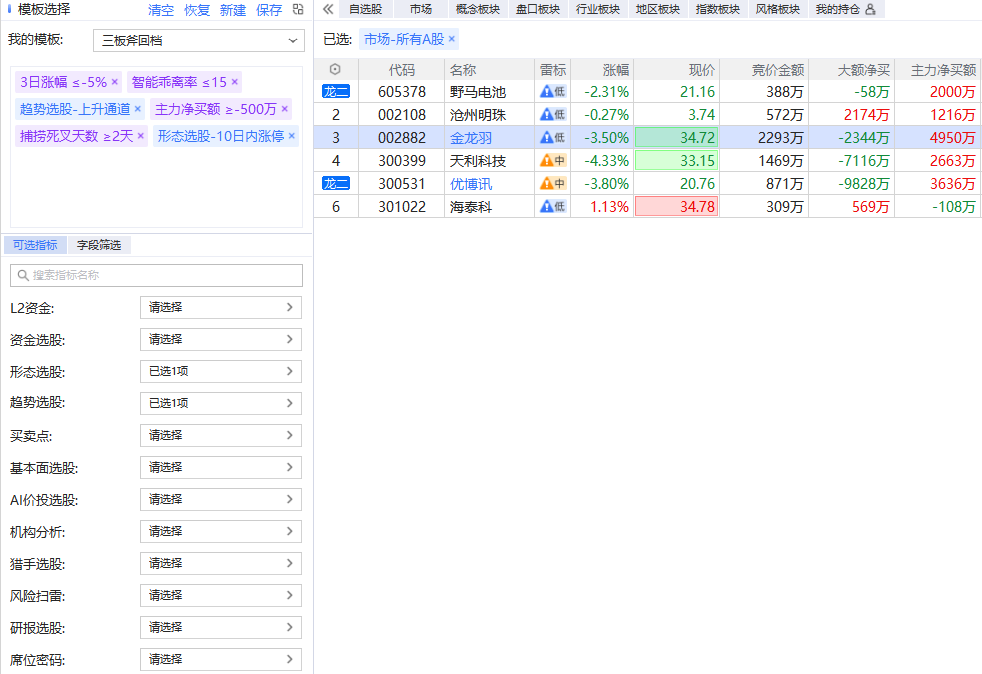 模板选择 清空 恢复 新建 保存
我的模板: 三板斧回档
3日涨幅 ≤-5% × 智能乖离率 ≤15 ×
趋势选股-上升通道 × 主力净买额 ≥-500万 ×
捕捞死叉天数 ≥2天 × 形态选股-10日内涨停 ×
可选指标 字段筛选
搜索指标名称
L2资金: 请选择
资金选股: 请选择
形态选股: 已选1项
趋势选股: 已选1项
买卖点: 请选择
基本面选股: 请选择
AI价投选股: 请选择
机构分析: 请选择
猎手选股: 请选择
风险扫雷: 请选择
研报选股: 请选择
席位密码: 请选择
自选股 市场 概念板块 盘口板块 行业板块 地区板块 指数板块 风格板块 我的持仓
已选: 市场-所有A股 ×
代码 名称 雷标 涨幅 现价 竞价金额 大额净买 主力净买额
龙二 605378 野马电池 低 -2.31% 21.16 388万 -58万 2000万
2 002108 沧州明珠 低 -0.27% 3.74 572万 2174万 1216万
3 002882 金龙羽 低 -3.50% 34.72 2293万 -2344万 4950万
4 300399 天利科技 中 -4.33% 33.15 1469万 -7116万 2663万
龙二 300531 优博讯 中 -3.80% 20.76 871万 -9828万 3636万
6 301022 海泰科 低 1.13% 34.78 309万 569万 -108万